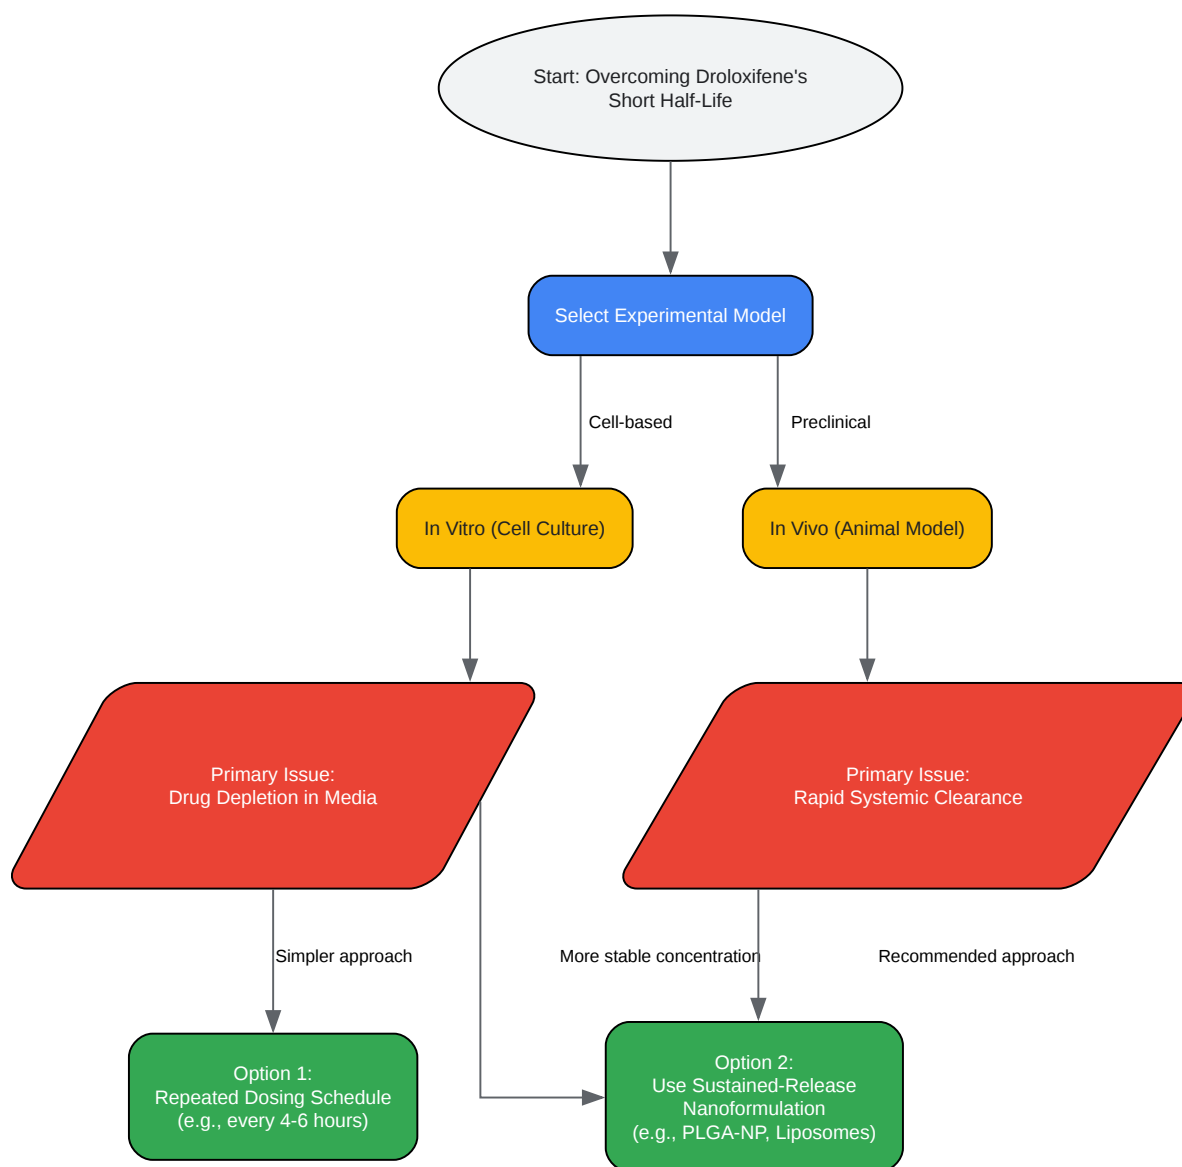 Start: Overcoming Droloxifene's
Short Half-Life
Select Experimental Model
Cell-based
Preclinical
In Vitro (Cell Culture)
In Vivo (Animal Model)
Primary Issue:
Drug Depletion in Media
Primary Issue:
Rapid Systemic Clearance
Simpler approach
More stable concentration
Recommended approach
Option 1:
Repeated Dosing Schedule
(e.g., every 4-6 hours)
Option 2:
Use Sustained-Release
Nanoformulation
(e.g., PLGA-NP, Liposomes)